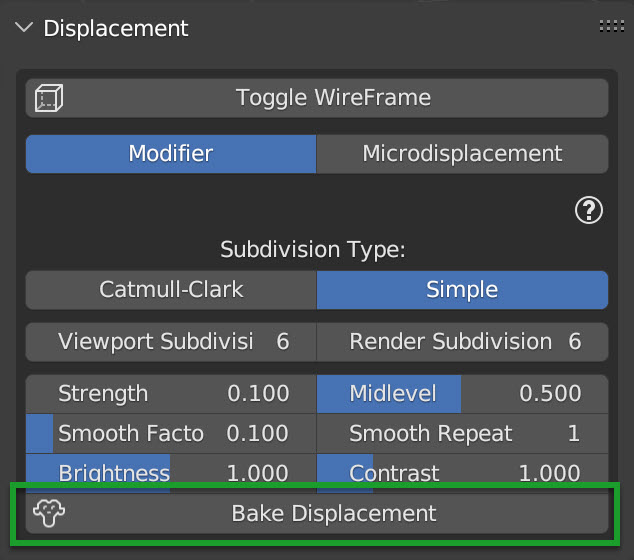 Displacement
Toggle WireFrame
Modifier Microdisplacement
?
Subdivision Type:
Catmull-Clark Simple
Viewport Subdivisi 6 Render Subdivision 6
Strength 0.100 Midlevel 0.500
Smooth Facto 0.100 Smooth Repeat 1
Brightness 1.000 Contrast 1.000
Bake Displacement